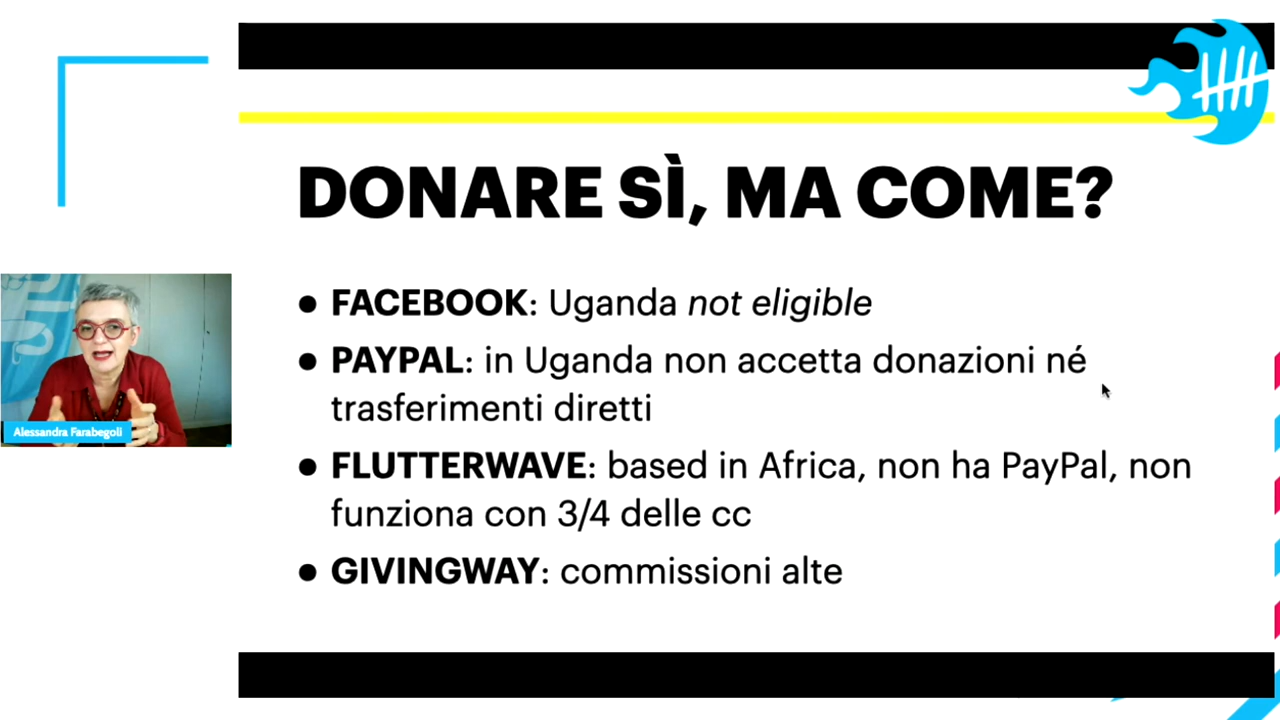 DONARE SÌ, MA COME?
● FACEBOOK: Uganda not eligible
● PAYPAL: in Uganda non accetta donazioni né
trasferimenti diretti
● FLUTTERWAVE: based in Africa, non ha PayPal, non
funziona con 3/4 delle cc
● GIVINGWAY: commissioni alte
Alessandra Farabegoli